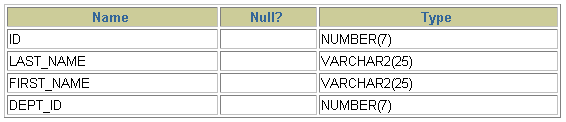 Name Null? Type
ID NUMBER(7)
LAST_NAME VARCHAR2(25)
FIRST_NAME VARCHAR2(25)
DEPT_ID NUMBER(7)